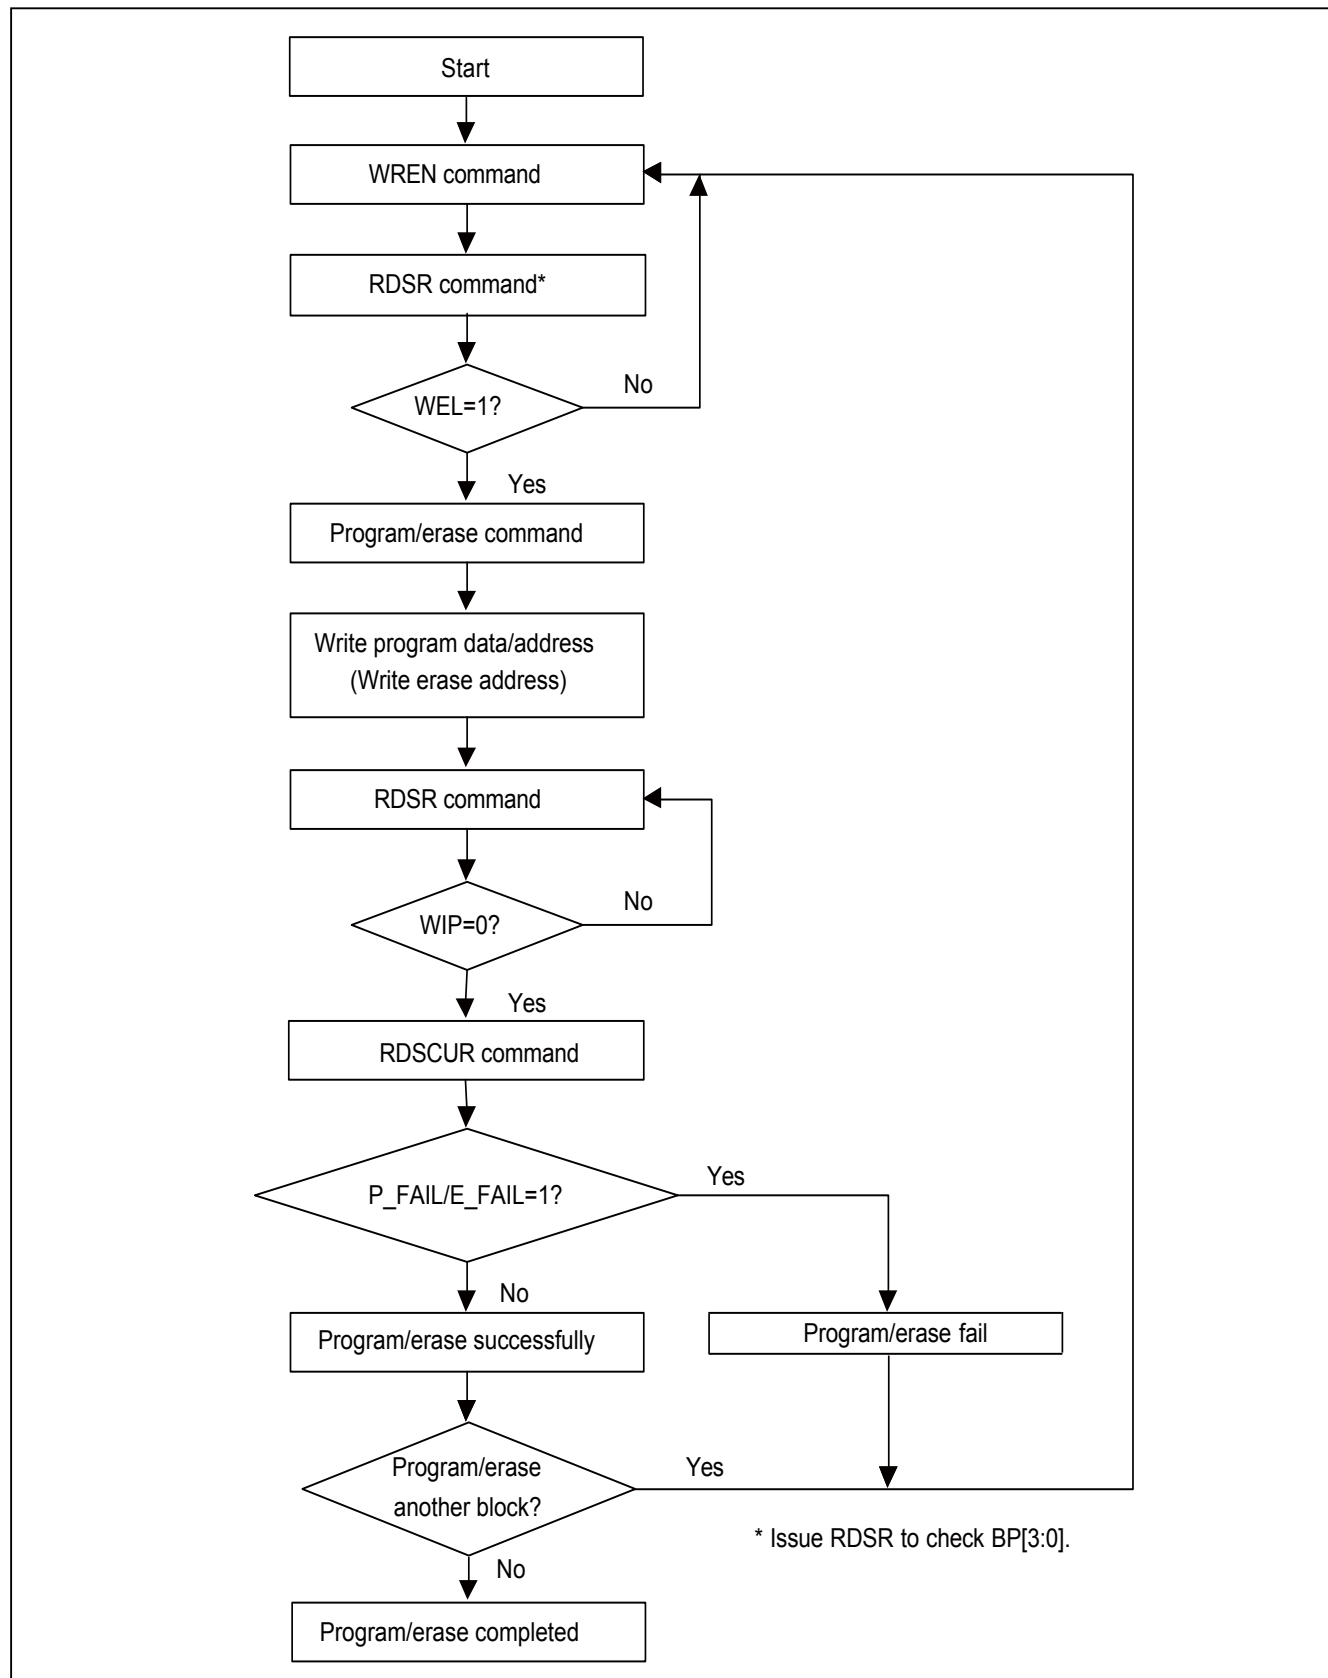 Start
WREN command
RDSR command*
WEL=1?
No
Yes
Program/erase command
Write program data/address
(Write erase address)
RDSR command
WIP=0?
No
Yes
RDSCUR command
P_FAIL/E_FAIL=1?
Yes
No
Program/erase successfully
Program/erase fail
Program/erase
another block?
Yes
* Issue RDSR to check BP[3:0].
No
Program/erase completed